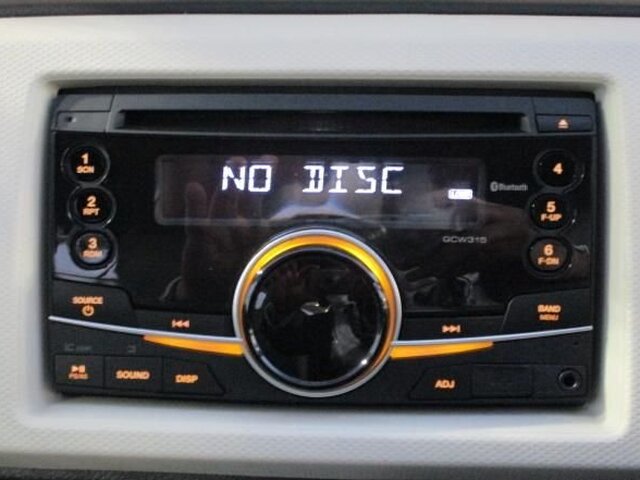 NO DISC
1
SCN
2
RPT
3
RDM
4
5
F-UP
6
F-DN
Bluetooth
GCW315
SOURCE
BAND
MENU
SOUND
DISP
ADJ